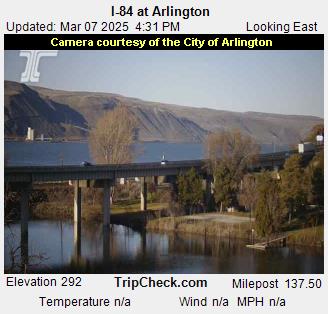 I-84 at Arlington
Updated: Mar 07 2025 4:31 PM Looking East
Camera courtesy of the City of Arlington
Elevation 292 TripCheck.com Milepost 137.50
Temperature n/a Wind n/a MPH n/a